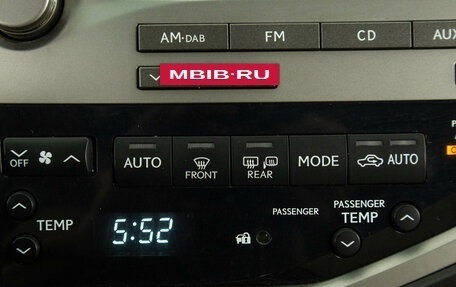 AM·DAB FM CD AUX
MBIB-RU
OFF AUTO FRONT REAR MODE AUTO
TEMP 5:52 PASSENGER PASSENGER TEMP